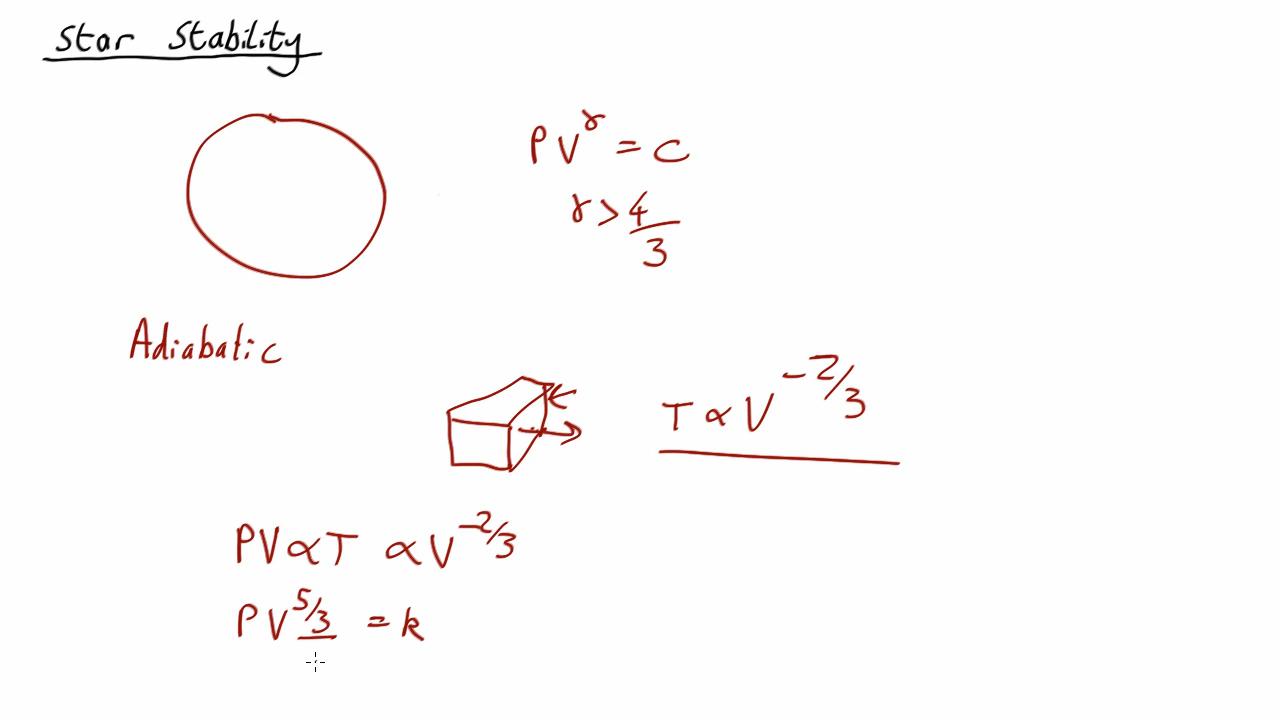 Star Stability
PV^γ = c
γ > 4/3
Adiabatic
T ∝ V^-2/3
PV ∝ T ∝ V^-2/3
PV^5/3 = k